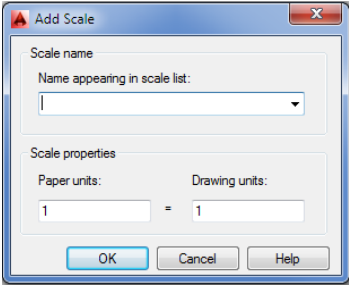 Add Scale
Scale name
Name appearing in scale list:
Scale properties
Paper units: Drawing units:
1 = 1
OK Cancel Help